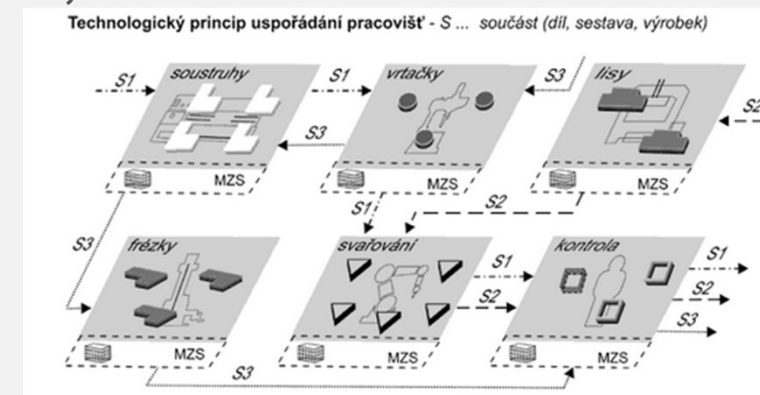 Technologický princip uspořádání pracovišť - S ... součást (díl, sestava, výrobek)
S1
soustruhy
S1
vrtačky
S3
lisy
S2
S3
MZS
MZS
MZS
S1
S2
S3
frézky
svařování
kontrola
S1
S1
S2
S2
S3
MZS
MZS
MZS
S3